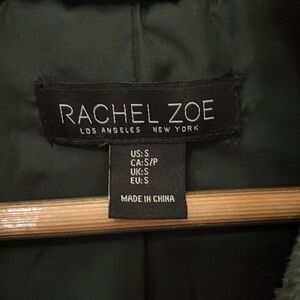 RACHEL ZOE
LOS ANGELES NEW YORK
US:S
CA:S/P
UK:S
EU:S
MADE IN CHINA